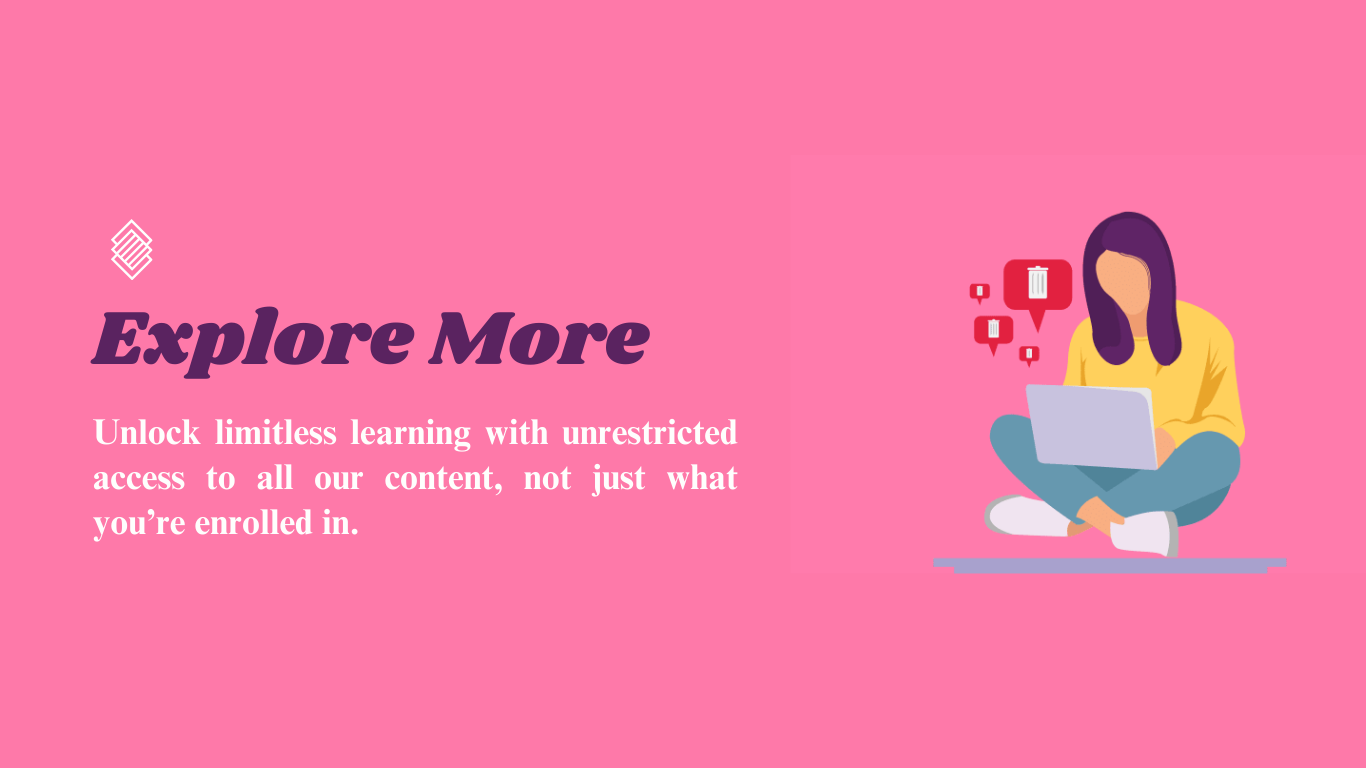 Explore More
Unlock limitless learning with unrestricted
access to all our content, not just what
you’re enrolled in.